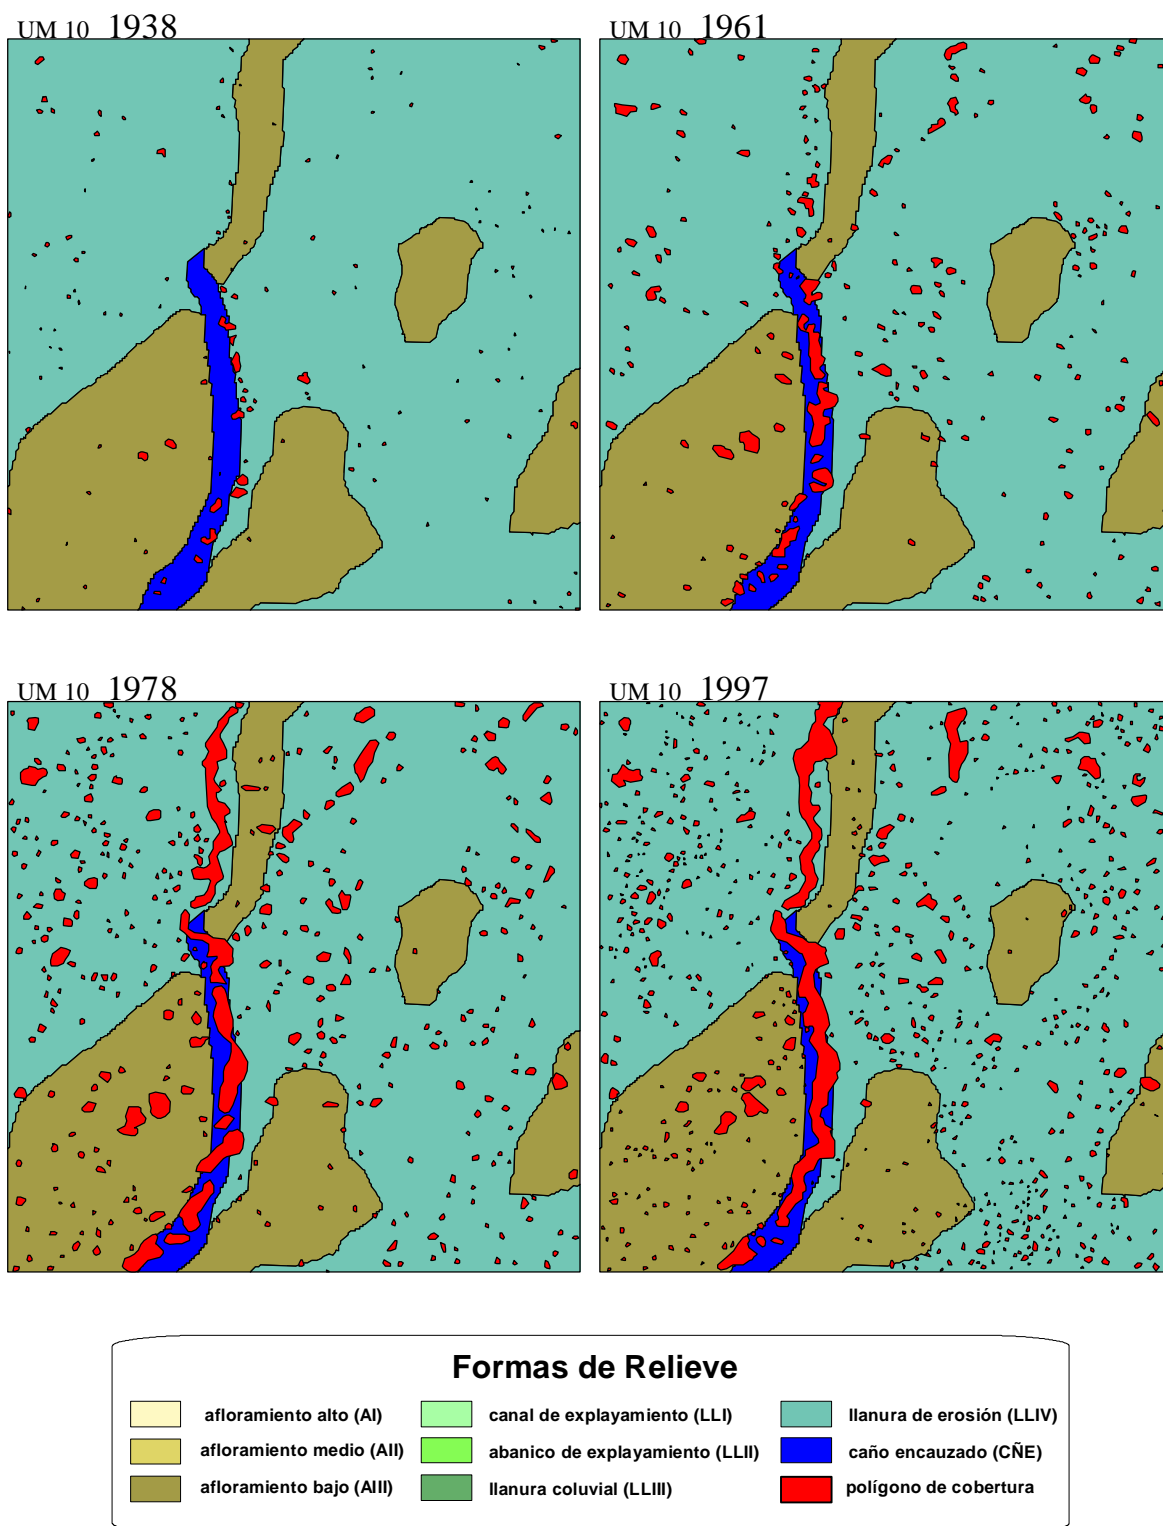 UM 10 1938
UM 10 1961
UM 10 1978
UM 10 1997
Formas de Relieve
afloramiento alto (AI)
canal de explayamiento (LLI)
llanura de erosión (LLIV)
afloramiento medio (AII)
abanico de explayamiento (LLII)
caño encauzado (CÑE)
afloramiento bajo (AIII)
llanura coluvial (LLIII)
polígono de cobertura